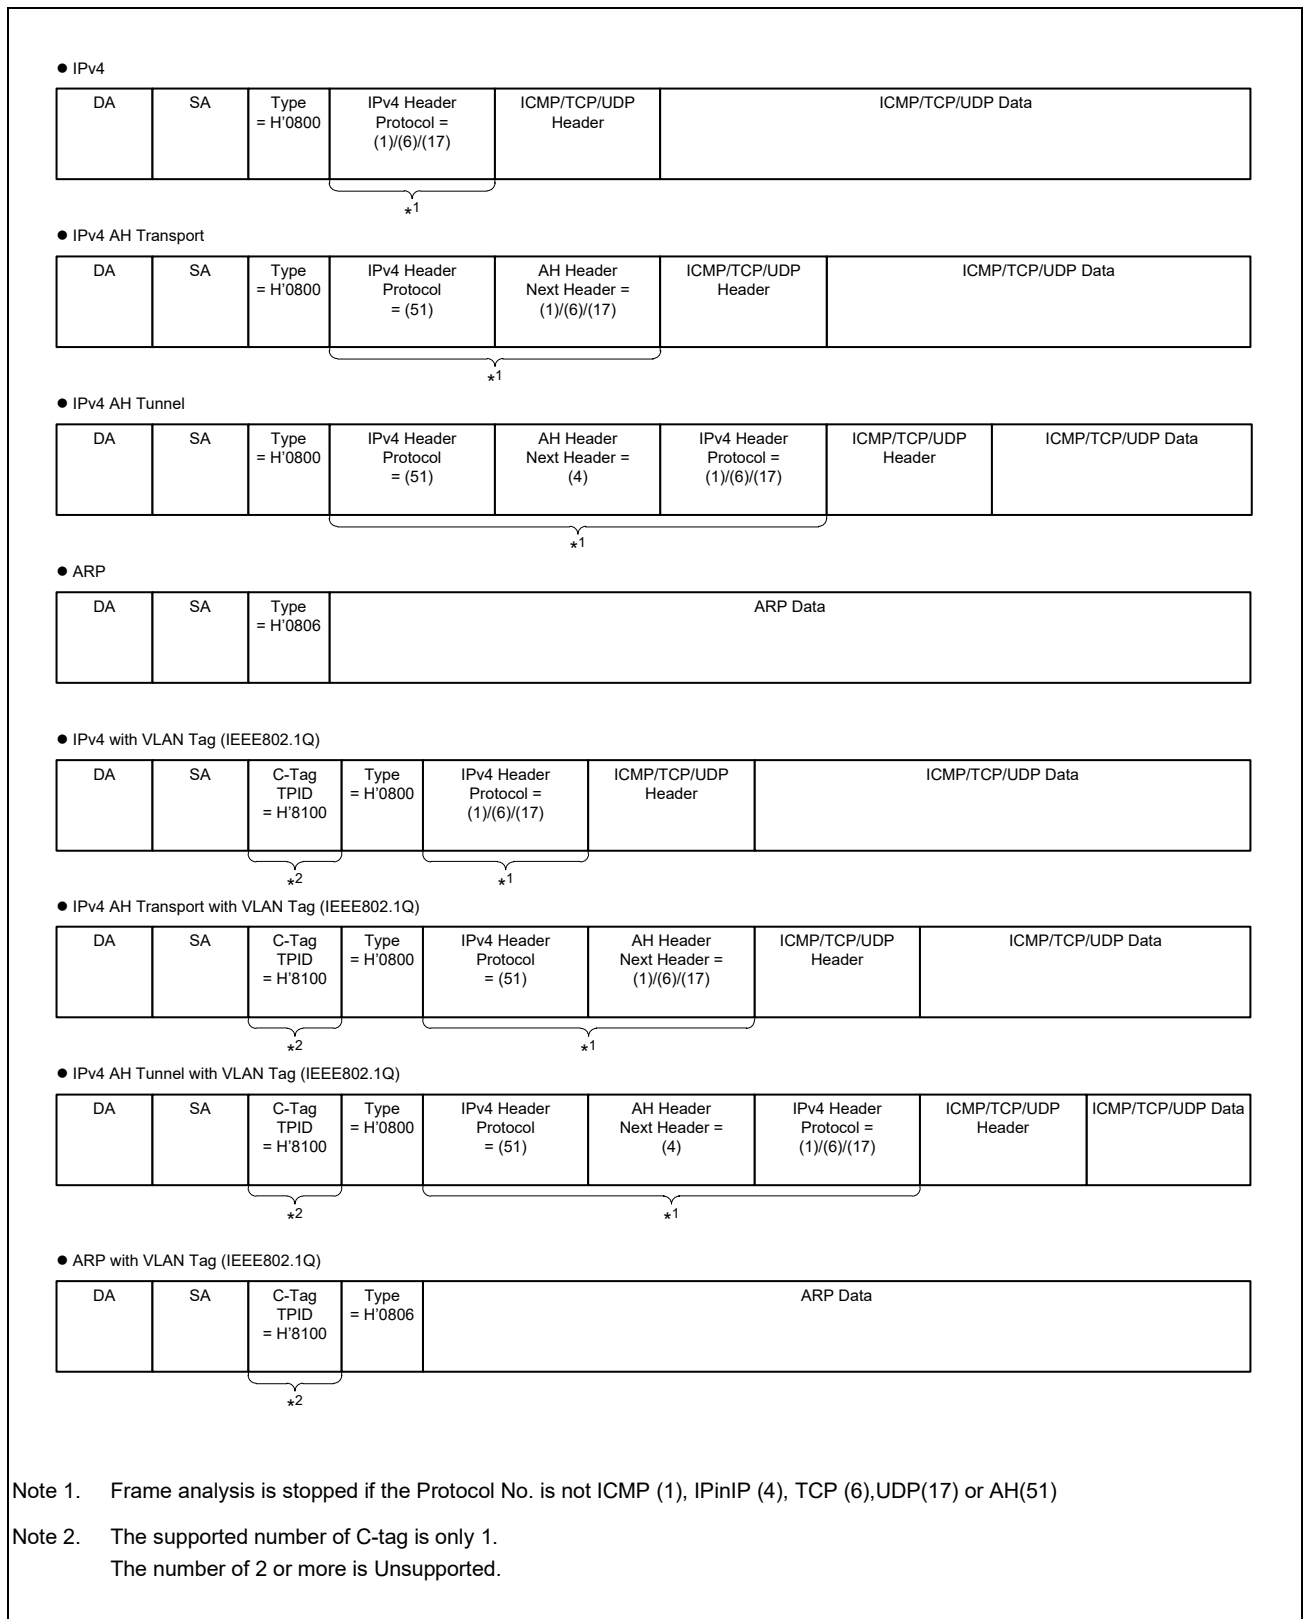 ● IPv4
DA SA Type IPv4 Header ICMP/TCP/UDP ICMP/TCP/UDP Data
= H'0800 Protocol = Header
(1)/(6)/(17)
*1
● IPv4 AH Transport
DA SA Type IPv4 Header AH Header ICMP/TCP/UDP ICMP/TCP/UDP Data
= H'0800 Protocol Next Header = Header
= (51) (1)/(6)/(17)
*1
● IPv4 AH Tunnel
DA SA Type IPv4 Header AH Header IPv4 Header ICMP/TCP/UDP ICMP/TCP/UDP Data
= H'0800 Protocol Next Header = Protocol = Header
= (51) (4) (1)/(6)/(17)
*1
● ARP
DA SA Type ARP Data
= H'0806
● IPv4 with VLAN Tag (IEEE802.1Q)
DA SA C-Tag Type IPv4 Header ICMP/TCP/UDP ICMP/TCP/UDP Data
TPID = H'0800 Protocol = Header
= H'8100 (1)/(6)/(17)
*2 *1
● IPv4 AH Transport with VLAN Tag (IEEE802.1Q)
DA SA C-Tag Type IPv4 Header AH Header ICMP/TCP/UDP ICMP/TCP/UDP Data
TPID = H'0800 Protocol Next Header = Header
= H'8100 = (51) (1)/(6)/(17)
*2 *1
● IPv4 AH Tunnel with VLAN Tag (IEEE802.1Q)
DA SA C-Tag Type IPv4 Header AH Header IPv4 Header ICMP/TCP/UDP ICMP/TCP/UDP Data
TPID = H'0800 Protocol Next Header = Protocol = Header
= H'8100 = (51) (4) (1)/(6)/(17)
*2 *1
● ARP with VLAN Tag (IEEE802.1Q)
DA SA C-Tag Type ARP Data
TPID = H'0806
= H'8100
*2
Note 1. Frame analysis is stopped if the Protocol No. is not ICMP (1), IPinIP (4), TCP (6),UDP(17) or AH(51)
Note 2. The supported number of C-tag is only 1.
The number of 2 or more is Unsupported.